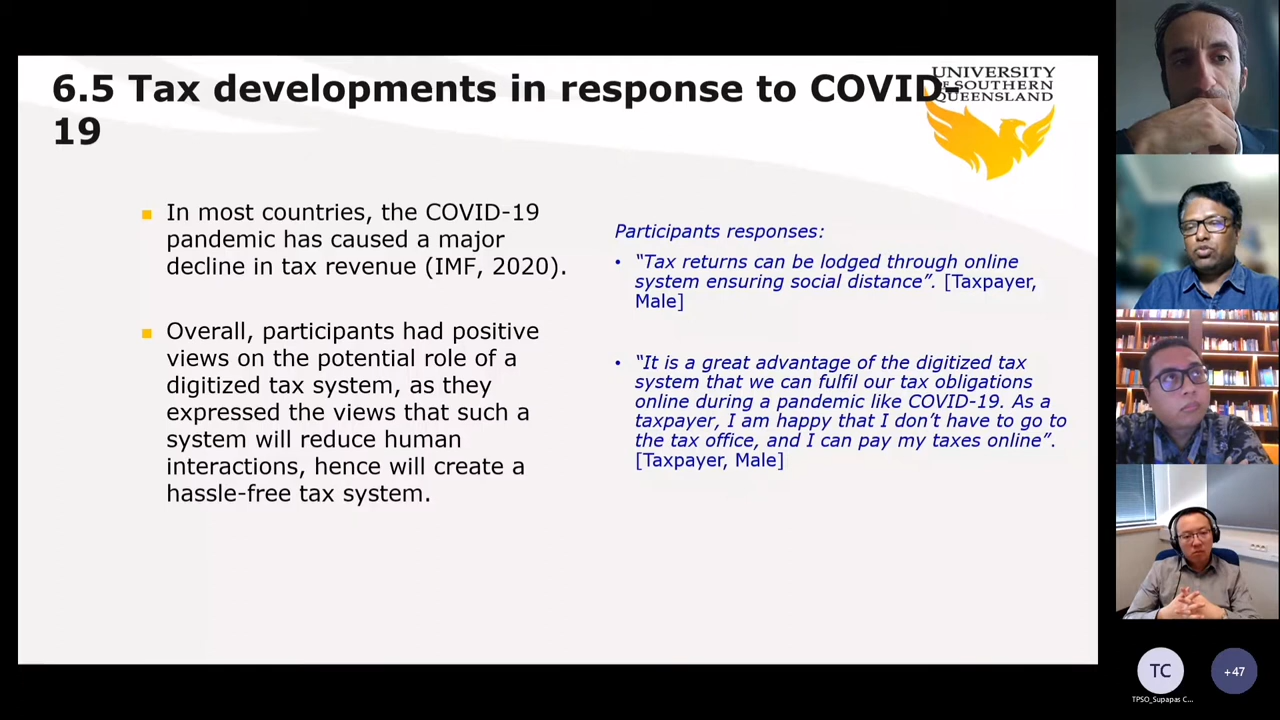 6.5 Tax developments in response to COVID-
19
UNIVERSITY
OF SOUTHERN
QUEENSLAND
In most countries, the COVID-19
pandemic has caused a major
decline in tax revenue (IMF, 2020).
Overall, participants had positive
views on the potential role of a
digitized tax system, as they
expressed the views that such a
system will reduce human
interactions, hence will create a
hassle-free tax system.
Participants responses:
“Tax returns can be lodged through online
system ensuring social distance”. [Taxpayer,
Male]
“It is a great advantage of the digitized tax
system that we can fulfil our tax obligations
online during a pandemic like COVID-19. As a
taxpayer, I am happy that I don’t have to go to
the tax office, and I can pay my taxes online”.
[Taxpayer, Male]
TC
+47
TPSO_Supapas C...